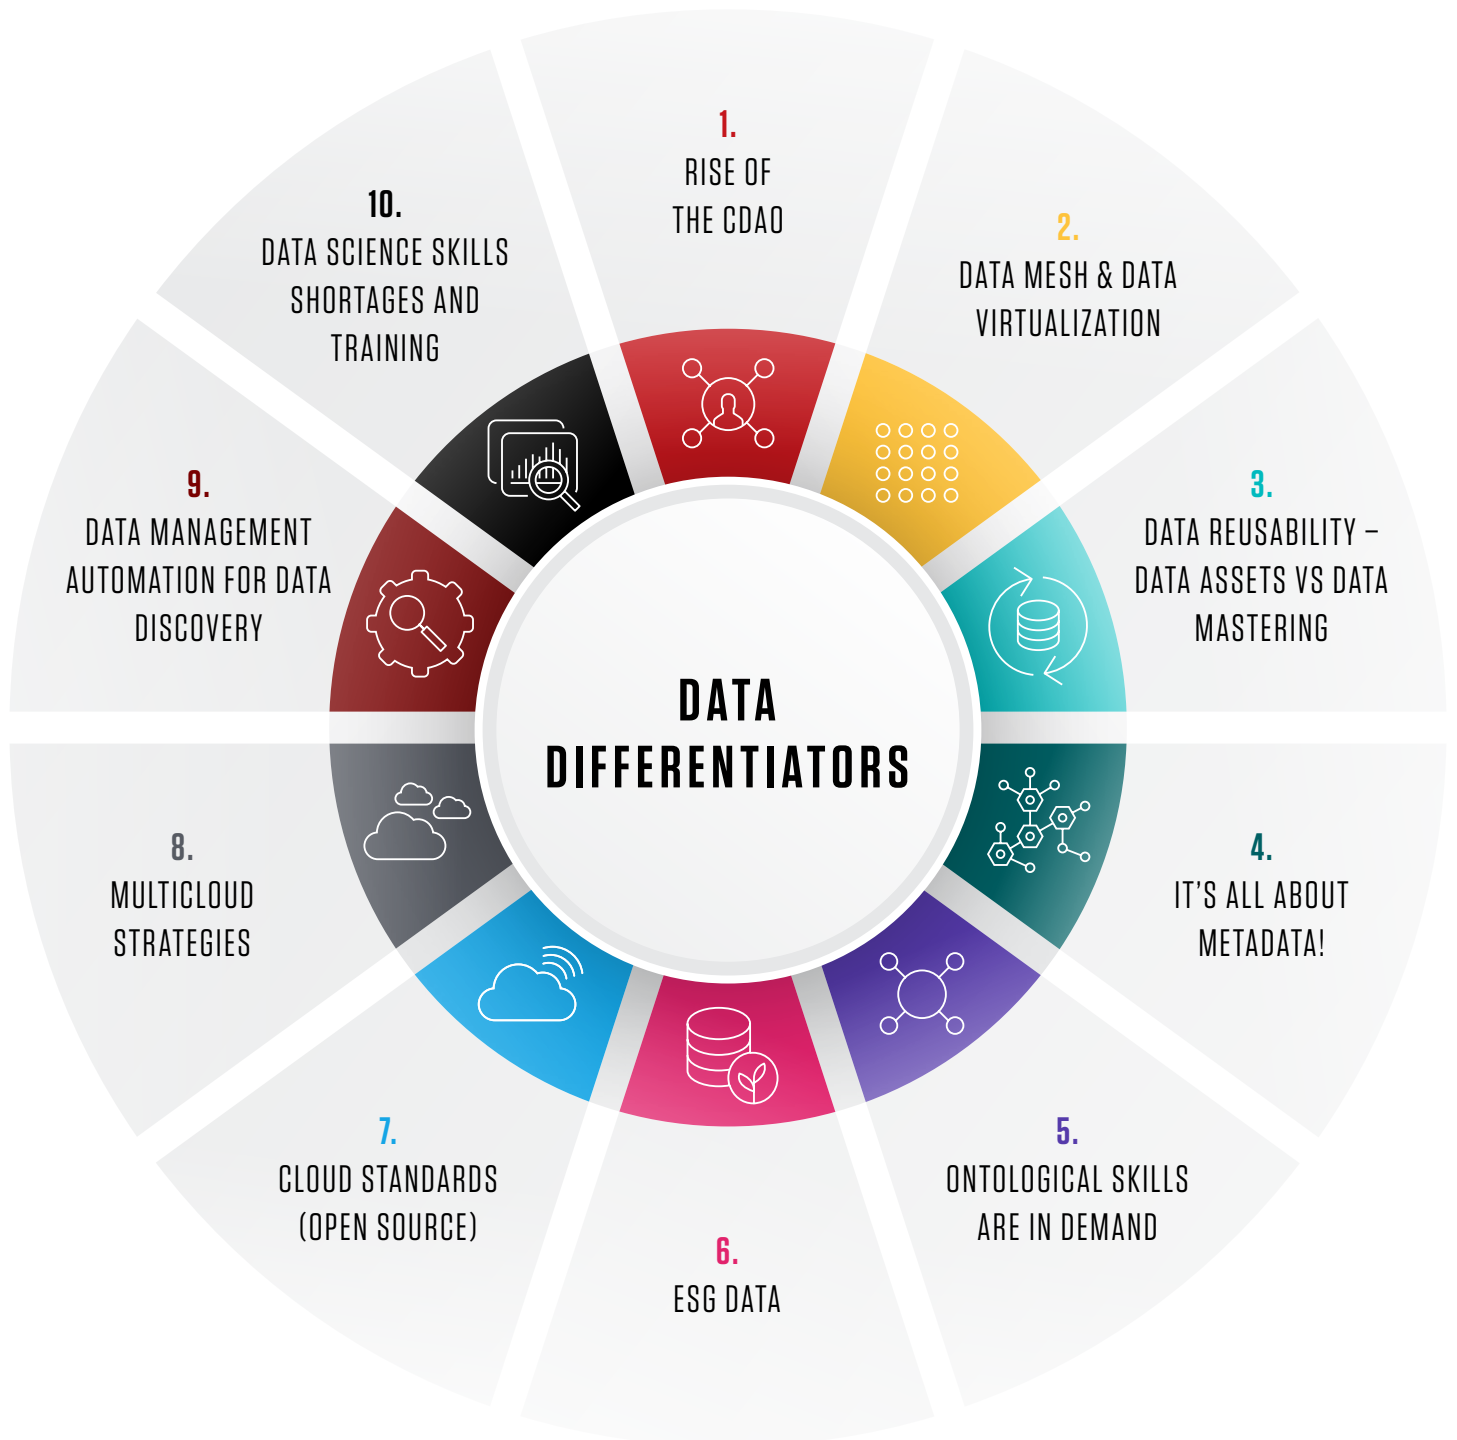 1.
RISE OF
THE CDAO
2.
DATA MESH & DATA
VIRTUALIZATION
3.
DATA REUSABILITY –
DATA ASSETS VS DATA
MASTERING
4.
IT’S ALL ABOUT
METADATA!
5.
ONTOLOGICAL SKILLS
ARE IN DEMAND
6.
ESG DATA
7.
CLOUD STANDARDS
(OPEN SOURCE)
8.
MULTICLOUD
STRATEGIES
9.
DATA MANAGEMENT
AUTOMATION FOR DATA
DISCOVERY
10.
DATA SCIENCE SKILLS
SHORTAGES AND
TRAINING
DATA
DIFFERENTIATORS